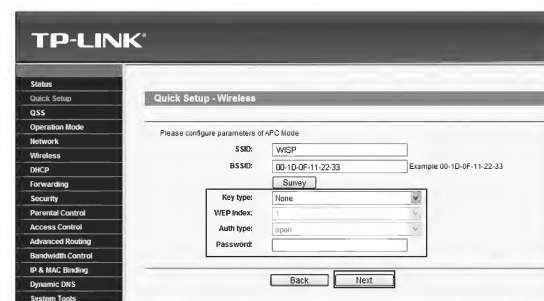 TP-LINK®
Status
Quick Setup
QSS
Operation Mode
Network
Wireless
DHCP
Forwarding
Security
Parental Control
Access Control
Advanced Routing
Bandwidth Control
IP & MAC Binding
Dynamic DNS
System Tools
Quick Setup - Wireless
Please configure parameters of APC Mode
SSID: WISP
BSSID: 00-1D-0F-11-22-33 Example:00-1D-0F-11-22-33
Survey
Key type: None
WEP Index: 1
Auth type: open
Password:
Back Next